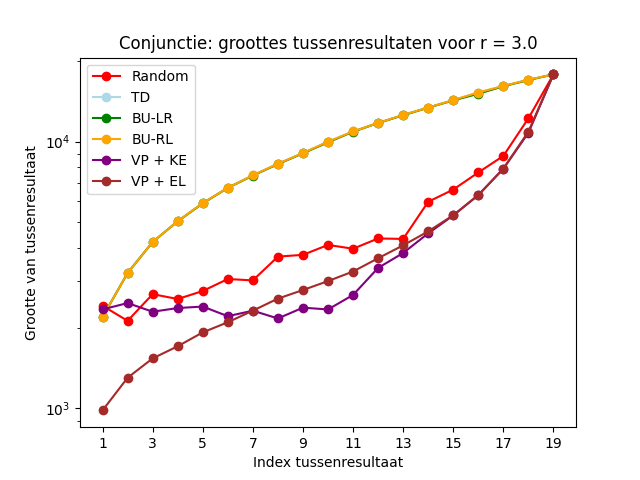 Conjunctie: groottes tussenresultaten voor r = 3.0
Random
TD
BU-LR
BU-RL
VP + KE
VP + EL
Grootte van tussenresultaat
10^4
10^3
1 3 5 7 9 11 13 15 17 19
Index tussenresultaat